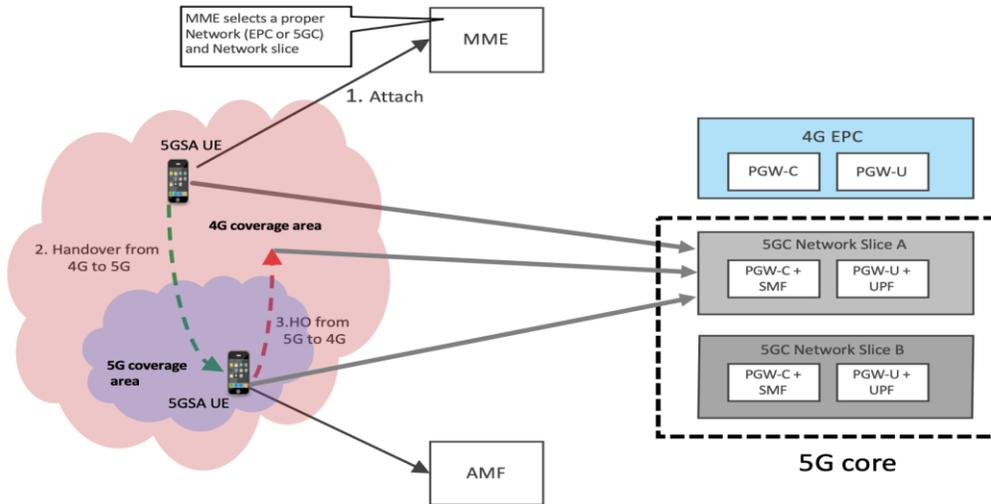 MME selects a proper
Network (EPC or 5GC)
and Network slice
MME
1. Attach
5GSA UE
4G EPC
PGW-C
PGW-U
4G coverage area
2. Handover from
4G to 5G
5GC Network Slice A
PGW-C +
SMF
PGW-U +
UPF
3.HO from
5G to 4G
5G coverage
area
5GSA UE
5GC Network Slice B
PGW-C +
SMF
PGW-U +
UPF
AMF
5G core